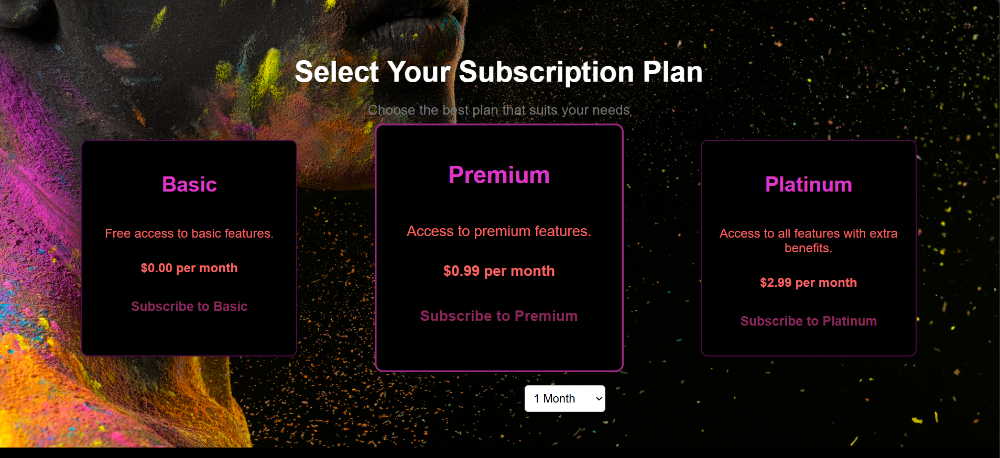 Select Your Subscription Plan
Choose the best plan that suits your needs
Basic
Free access to basic features.
$0.00 per month
Subscribe to Basic
Premium
Access to premium features.
$0.99 per month
Subscribe to Premium
Platinum
Access to all features with extra
benefits.
$2.99 per month
Subscribe to Platinum
1 Month